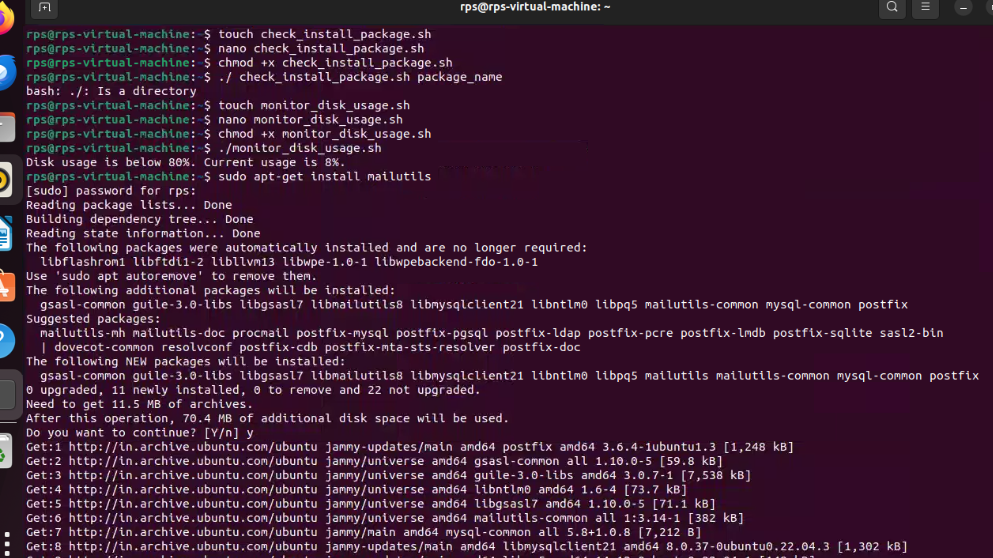 rps@rps-virtual-machine: ~
rps@rps-virtual-machine:~$ touch check_install_package.sh
rps@rps-virtual-machine:~$ nano check_install_package.sh
rps@rps-virtual-machine:~$ chmod +x check_install_package.sh
rps@rps-virtual-machine:~$ ./ check_install_package.sh package_name
bash: ./: Is a directory
rps@rps-virtual-machine:~$ touch monitor_disk_usage.sh
rps@rps-virtual-machine:~$ nano monitor_disk_usage.sh
rps@rps-virtual-machine:~$ chmod +x monitor_disk_usage.sh
rps@rps-virtual-machine:~$ ./monitor_disk_usage.sh
Disk usage is below 80%. Current usage is 8%.
rps@rps-virtual-machine:~$ sudo apt-get install mailutils
[sudo] password for rps:
Reading package lists... Done
Building dependency tree... Done
Reading state information... Done
The following packages were automatically installed and are no longer required:
  libflashrom1 libftdi1-2 libllvm13 libwpe-1.0-1 libwpebackend-fdo-1.0-1
Use 'sudo apt autoremove' to remove them.
The following additional packages will be installed:
  gsasl-common guile-3.0-libs libgsasl7 libmailutils8 libmysqlclient21 libntlm0 libpq5 mailutils-common mysql-common postfix
Suggested packages:
  mailutils-mh mailutils-doc procmail postfix-mysql postfix-pgsql postfix-ldap postfix-pcre postfix-lmdb postfix-sqlite sasl2-bin
  | dovecot-common resolvconf postfix-cdb postfix-mta-sts-resolver postfix-doc
The following NEW packages will be installed:
  gsasl-common guile-3.0-libs libgsasl7 libmailutils8 libmysqlclient21 libntlm0 libpq5 mailutils mailutils-common mysql-common postfix
0 upgraded, 11 newly installed, 0 to remove and 22 not upgraded.
Need to get 11.5 MB of archives.
After this operation, 70.4 MB of additional disk space will be used.
Do you want to continue? [Y/n] y
Get:1 http://in.archive.ubuntu.com/ubuntu jammy-updates/main amd64 postfix amd64 3.6.4-1ubuntu1.3 [1,248 kB]
Get:2 http://in.archive.ubuntu.com/ubuntu jammy/universe amd64 gsasl-common all 1.10.0-5 [59.8 kB]
Get:3 http://in.archive.ubuntu.com/ubuntu jammy/universe amd64 guile-3.0-libs amd64 3.0.7-1 [7,538 kB]
Get:4 http://in.archive.ubuntu.com/ubuntu jammy/universe amd64 libntlm0 amd64 1.6-4 [73.7 kB]
Get:5 http://in.archive.ubuntu.com/ubuntu jammy/universe amd64 libgsasl7 amd64 1.10.0-5 [71.1 kB]
Get:6 http://in.archive.ubuntu.com/ubuntu jammy/universe amd64 mailutils-common all 1:3.14-1 [382 kB]
Get:7 http://in.archive.ubuntu.com/ubuntu jammy/main amd64 mysql-common all 5.8+1.0.8 [7,212 B]
Get:8 http://in.archive.ubuntu.com/ubuntu jammy-updates/main amd64 libmysqlclient21 amd64 8.0.37-0ubuntu0.22.04.3 [1,302 kB]